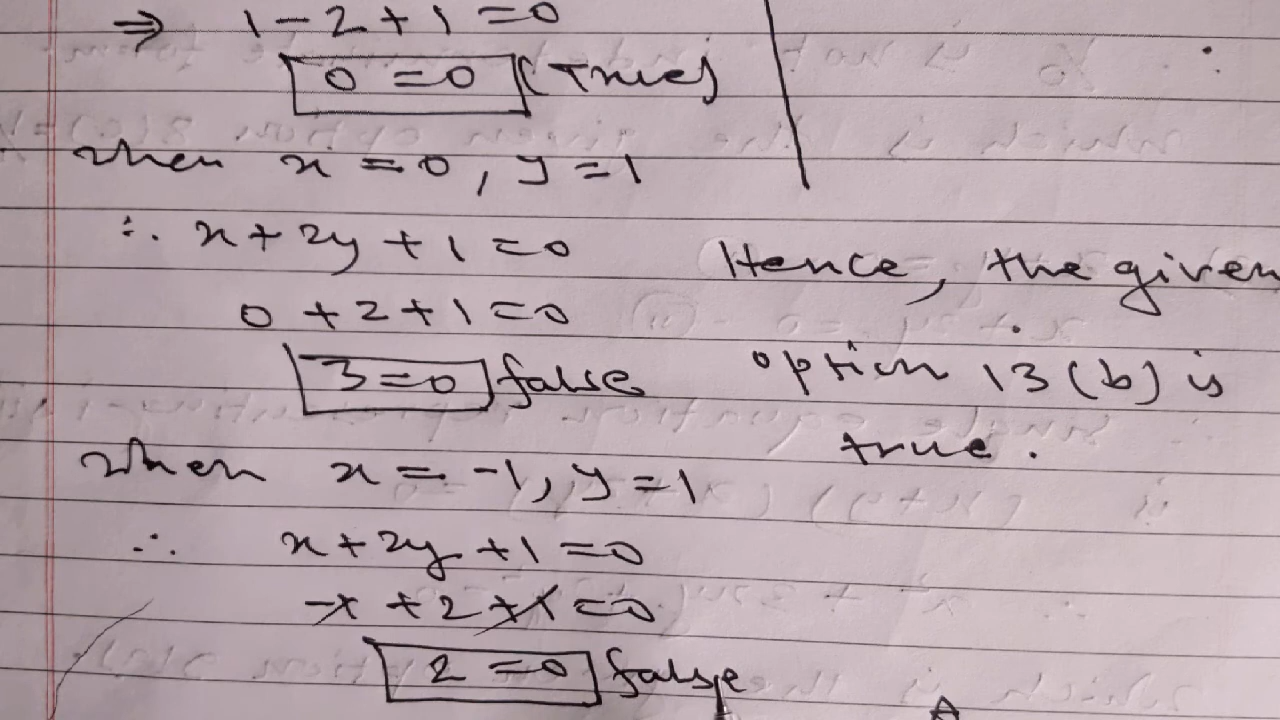 ⇒ 1 - 2 + 1 = 0
0 = 0 (True)
when x = 0, y = 1
∴ x + 2y + 1 = 0
0 + 2 + 1 = 0
3 = 0 false
when x = -1, y = 1
∴ x + 2y + 1 = 0
-1 + 2 + 1 = 0
2 = 0 false
Hence, the given
option 13 (b) is
true.